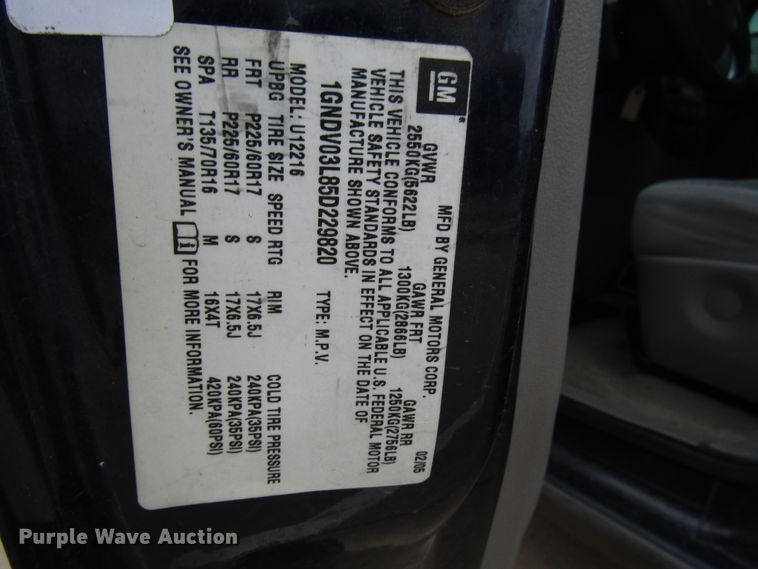 GM
MFD BY GENERAL MOTORS CORP. 02/05
GVWR GAWR FRT GAWR RR
2550KG(5622LB) 1300KG(2866LB) 1250KG(2756LB)
THIS VEHICLE CONFORMS TO ALL APPLICABLE U.S. FEDERAL MOTOR
VEHICLE SAFETY STANDARDS IN EFFECT ON THE DATE OF
MANUFACTURE SHOWN ABOVE.
1GNDV03L85D229820 TYPE: M.P.V.
MODEL: U12216
UPBG TIRE SIZE SPEED RTG RIM COLD TIRE PRESSURE
FRT P225/60R17 S 17X6.5J 240KPA(35PSI)
RR P225/60R17 S 17X6.5J 240KPA(35PSI)
SPA T135/70R16 M 16X4T 420KPA(60PSI)
SEE OWNER'S MANUAL FOR MORE INFORMATION.
Purple Wave Auction